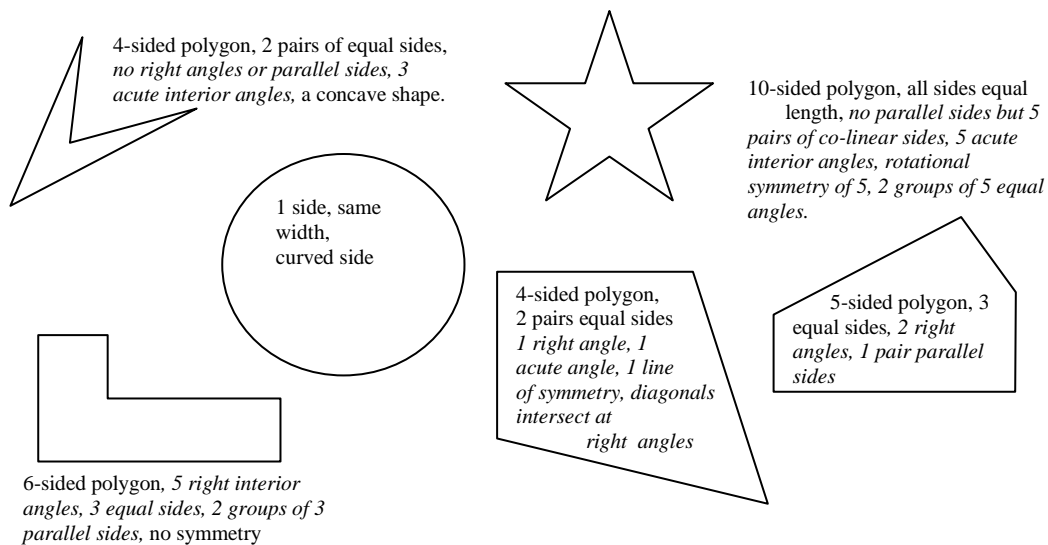 4-sided polygon, 2 pairs of equal sides,
no right angles or parallel sides, 3
acute interior angles, a concave shape.
10-sided polygon, all sides equal
length, no parallel sides but 5
pairs of co-linear sides, 5 acute
interior angles, rotational
symmetry of 5, 2 groups of 5 equal
angles.
1 side, same
width,
curved side
4-sided polygon,
2 pairs equal sides
1 right angle, 1
acute angle, 1 line
of symmetry, diagonals
intersect at
right angles
5-sided polygon, 3
equal sides, 2 right
angles, 1 pair parallel
sides
6-sided polygon, 5 right interior
angles, 3 equal sides, 2 groups of 3
parallel sides, no symmetry